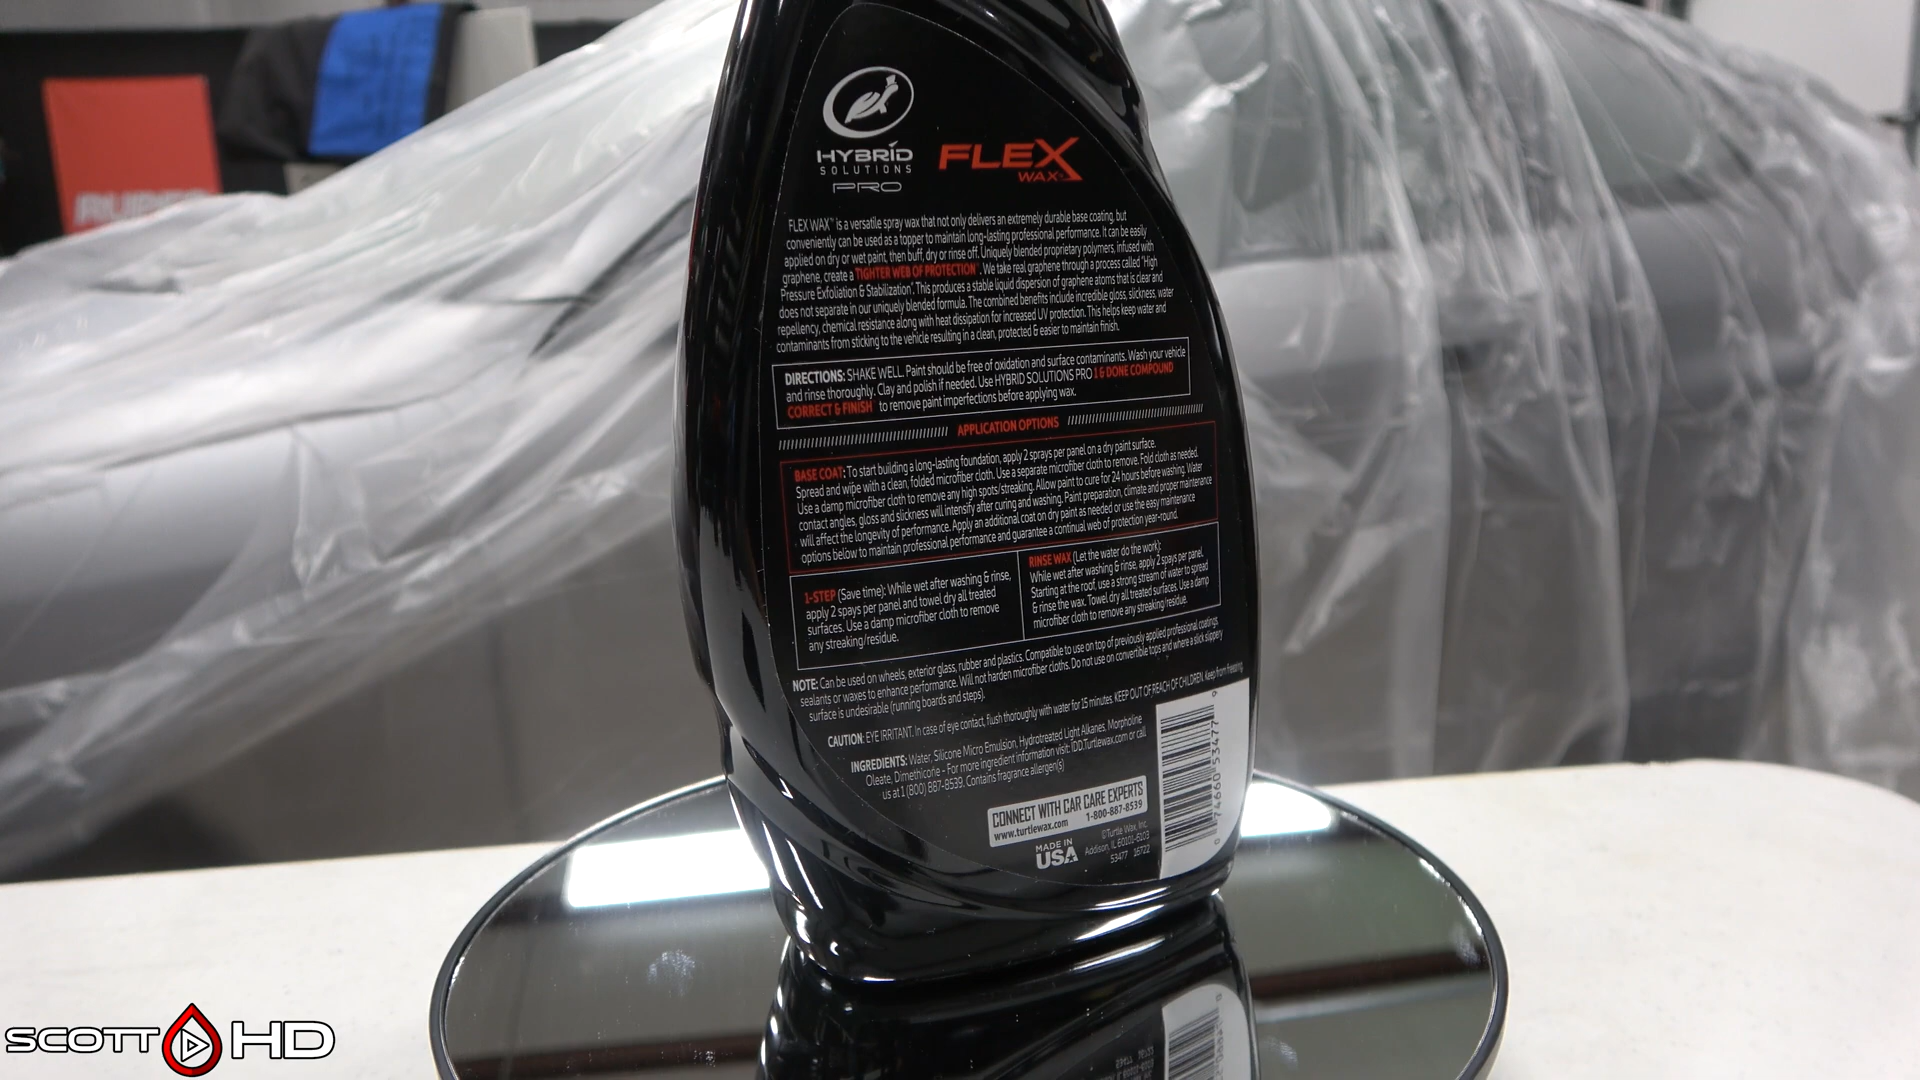 HYBRID
SOLUTIONS
PRO
FLEX
WAX
FLEX WAX™ is a versatile spray wax that not only delivers an extremely durable base coating, but
conveniently can be used as a topper to maintain long-lasting professional performance. It can be easily
applied on dry or wet paint, then buff, dry or rinse off. Uniquely blended proprietary polymers, infused with
graphene, create a TIGHTER WEB OF PROTECTION™. We take real graphene through a process called "High
Pressure Exfoliation & Stabilization". This produces a stable liquid dispersion of graphene atoms that is clear and
does not separate in our uniquely blended formula. The combined benefits include incredible gloss, slickness, water
repellency, chemical resistance along with heat dissipation for increased UV protection. This helps keep water and
contaminants from sticking to the vehicle resulting in a clean, protected & easier to maintain finish.
DIRECTIONS: SHAKE WELL. Paint should be free of oxidation and surface contaminants. Wash your vehicle
and rinse thoroughly. Clay and polish if needed. Use HYBRID SOLUTIONS PRO 1 & DONE COMPOUND
CORRECT & FINISH to remove paint imperfections before applying wax.
APPLICATION OPTIONS
BASE COAT: To start building a long-lasting foundation, apply 2 sprays per panel on a dry paint surface.
Spread and wipe with a clean, folded microfiber cloth. Use a separate microfiber cloth to remove. Fold cloth as needed.
Use a damp microfiber cloth to remove any high spots/streaking. Allow paint to cure for 24 hours before washing. Water
contact angles, gloss and slickness will intensify after curing and washing. Paint preparation, climate and proper maintenance
will affect the longevity of performance. Apply an additional coat on dry paint as needed or use the easy maintenance
options below to maintain professional performance and guarantee a continual web of protection year-round.
1-STEP (Save time): While wet after washing & rinse,
apply 2 spays per panel and towel dry all treated
surfaces. Use a damp microfiber cloth to remove
any streaking/residue.
RINSE WAX (Let the water do the work):
While wet after washing & rinse, apply 2 spays per panel.
Starting at the roof, use a strong stream of water to spread
& rinse the wax. Towel dry all treated surfaces. Use a damp
microfiber cloth to remove any streaking/residue.
NOTE: Can be used on wheels, exterior glass, rubber and plastics. Compatible to use on top of previously applied professional coatings,
sealants or waxes to enhance performance. Will not harden microfiber cloths. Do not use on convertible tops and where a slick slippery
surface is undesirable (running boards and steps).
CAUTION: EYE IRRITANT. In case of eye contact, flush thoroughly with water for 15 minutes. KEEP OUT OF REACH OF CHILDREN. Keep from freezing.
INGREDIENTS: Water, Silicone Micro Emulsion, Hydrotreated Light Alkanes, Morpholine
Oleate, Dimethicone - For more ingredient information visit: IDD.TurtleWax.com or call
us at 1 (800) 887-8539. Contains fragrance allergen(s)
CONNECT WITH CAR CARE EXPERTS
www.turtlewax.com 1-800-887-8539
MADE IN
USA
©Turtle Wax, Inc.
Addison, IL 60101-6103
53477 16722
0 74660 53477 9
SCOTT HD